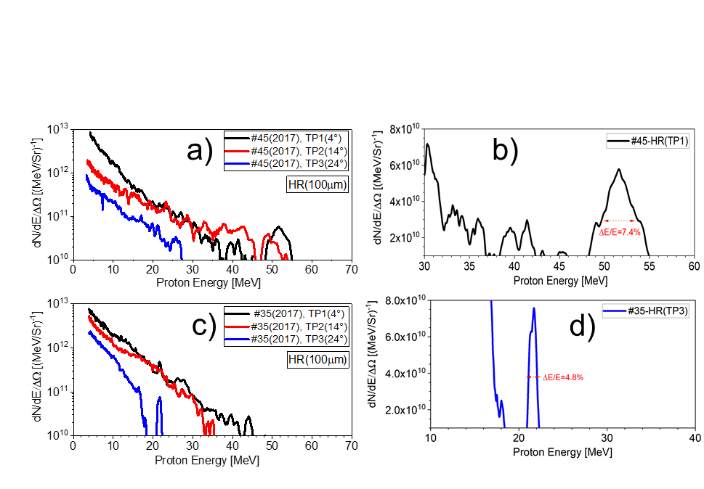 a)
#45(2017), TP1(4°)
#45(2017), TP2(14°)
#45(2017), TP3(24°)
HR(100μm)
dN/dE/ΔΩ [(MeV/Sr)⁻¹]
10¹³
10¹²
10¹¹
10¹⁰
0 10 20 30 40 50 60 70
Proton Energy [MeV]
b)
#45-HR(TP1)
dN/dE/ΔΩ [(MeV/Sr)⁻¹]
8x10¹⁰
6x10¹⁰
4x10¹⁰
2x10¹⁰
ΔE/E=7.4%
30 35 40 45 50 55 60
Proton Energy [MeV]
c)
#35(2017), TP1(4°)
#35(2017), TP2(14°)
#35(2017), TP3(24°)
HR(100μm)
dN/dE/ΔΩ [(MeV/Sr)⁻¹]
10¹³
10¹²
10¹¹
10¹⁰
0 10 20 30 40 50 60 70
Proton Energy [MeV]
d)
#35-HR(TP3)
dN/dE/ΔΩ [(MeV/Sr)⁻¹]
8.0x10¹⁰
6.0x10¹⁰
4.0x10¹⁰
2.0x10¹⁰
ΔE/E=4.8%
10 20 30 40
Proton Energy [MeV]